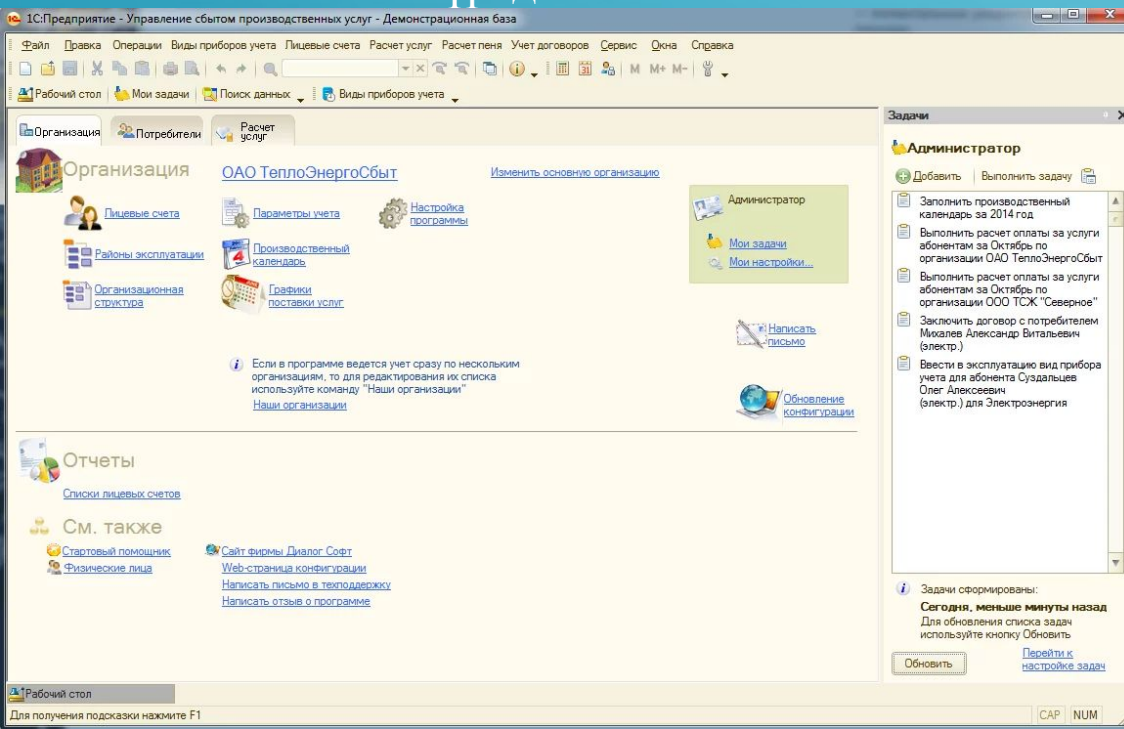 1С:Предприятие - Управление сбытом производственных услуг - Демонстрационная база
Файл Правка Операции Виды приборов учета Лицевые счета Расчет услуг Расчет пеня Учет договоров Сервис Окна Справка
M M+ M-
Рабочий стол Мои задачи Поиск данных Виды приборов учета
Организация Потребители Расчет
услуг
Организация ОАО ТеплоЭнергоСбыт Изменить основную организацию
Лицевые счета Параметры учета Настройка
программы
Районы эксплуатации Производственный
календарь
Организационная
структура
Графики
поставки услуг
Администратор
Мои задачи
Мои настройки...
Написать
письмо
Если в программе ведется учет сразу по нескольким
организациям, то для редактирования их списка
используйте команду "Наши организации"
Наши организации
Обновление
конфигурации
Отчеты
Списки лицевых счетов
См. также
Стартовый помощник Сайт фирмы Диалог Софт
Физические лица Web-страница конфигурации
Написать письмо в техподдержку
Написать отзыв о программе
Задачи
Администратор
Добавить Выполнить задачу
Заполнить производственный
календарь за 2014 год
Выполнить расчет оплаты за услуги
абонентам за Октябрь по
организации ОАО ТеплоЭнергоСбыт
Выполнить расчет оплаты за услуги
абонентам за Октябрь по
организации ООО ТСЖ "Северное"
Заключить договор с потребителем
Михалев Александр Витальевич
(электр.)
Ввести в эксплуатацию вид прибора
учета для абонента Суздальцев
Олег Алексеевич
(электр.) для Электроэнергия
Задачи сформированы:
Сегодня, меньше минуты назад
Для обновления списка задач
используйте кнопку Обновить
Обновить Перейти к
настройке задач
Рабочий стол
Для получения подсказки нажмите F1 CAP NUM